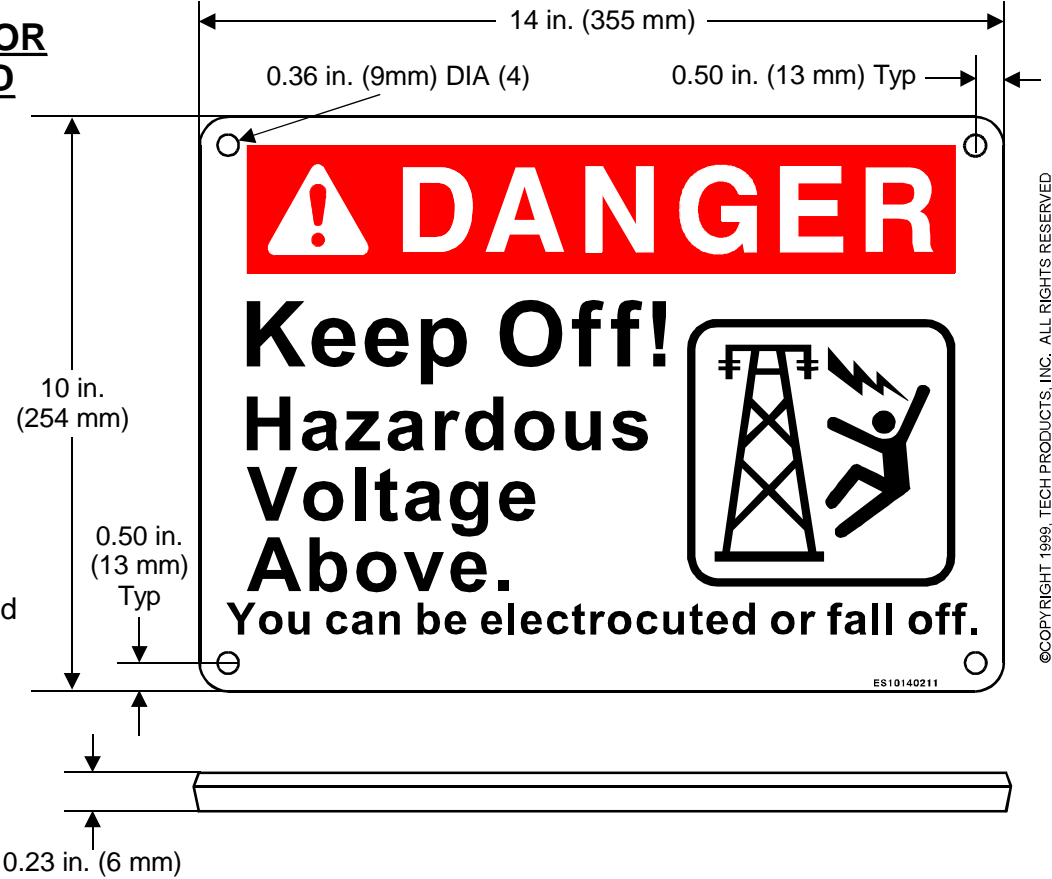 OR
D
14 in. (355 mm)
0.36 in. (9mm) DIA (4)
0.50 in. (13 mm) Typ
DANGER
Keep Off!
Hazardous
Voltage
Above.
You can be electrocuted or fall off.
ES10140211
10 in.
(254 mm)
0.50 in.
(13 mm)
Typ
d
0.23 in. (6 mm)
©COPYRIGHT 1999, TECH PRODUCTS, INC. ALL RIGHTS RESERVED